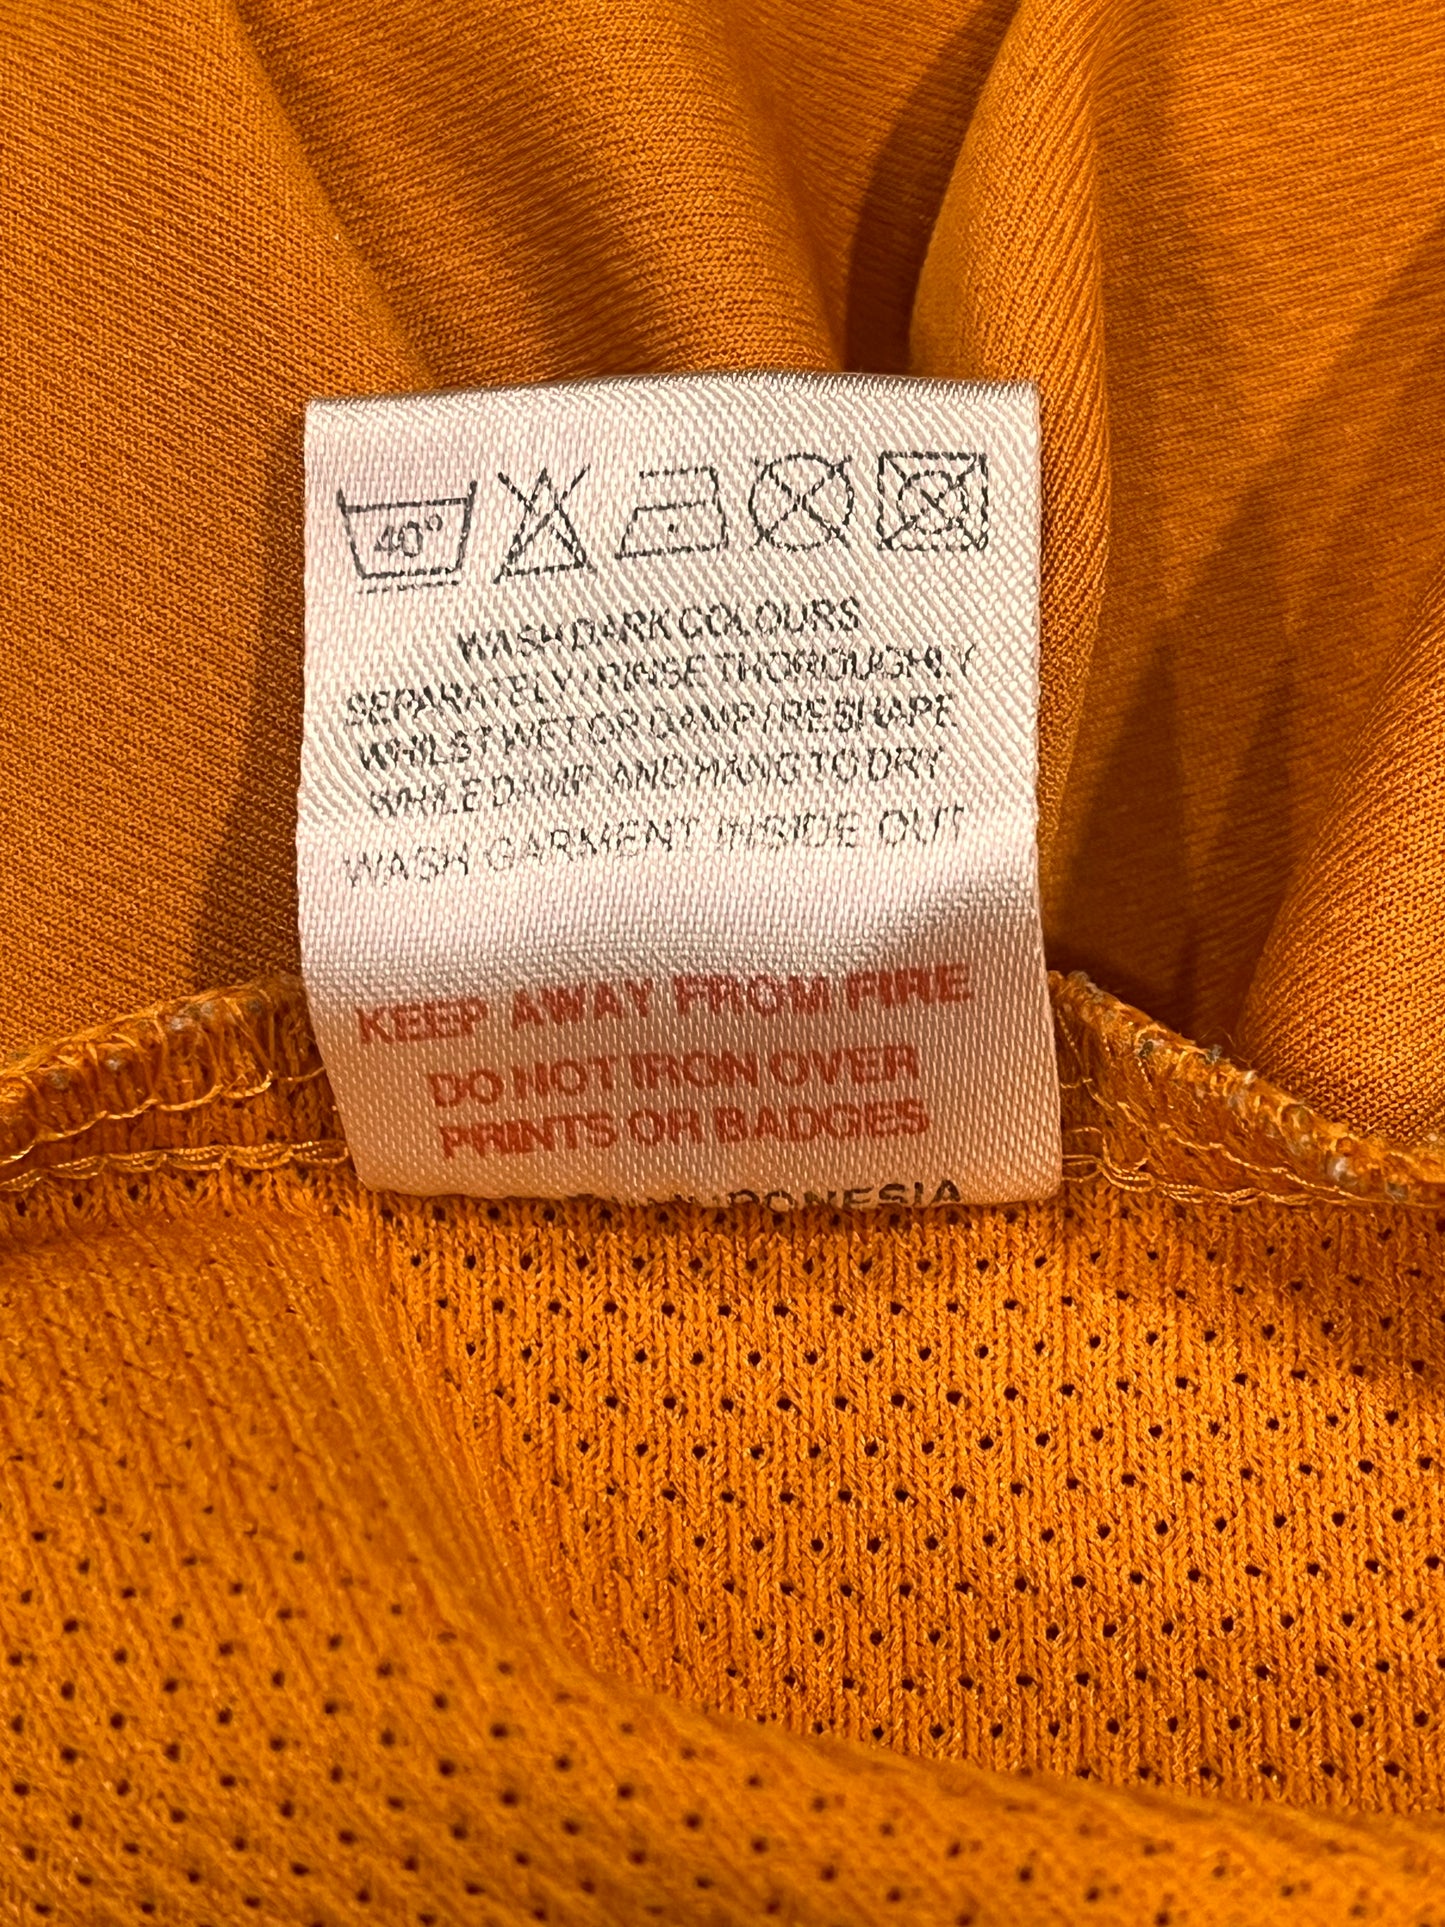 40°
WASH DARK COLOURS
SEPARATELY/RINSE THOROUGHLY
WHILST WET OR DAMP/RESHAPE
WHILE DAMP AND HANG TO DRY
WASH GARMENT INSIDE OUT
KEEP AWAY FROM FIRE
DO NOT IRON OVER
PRINTS OR BADGES